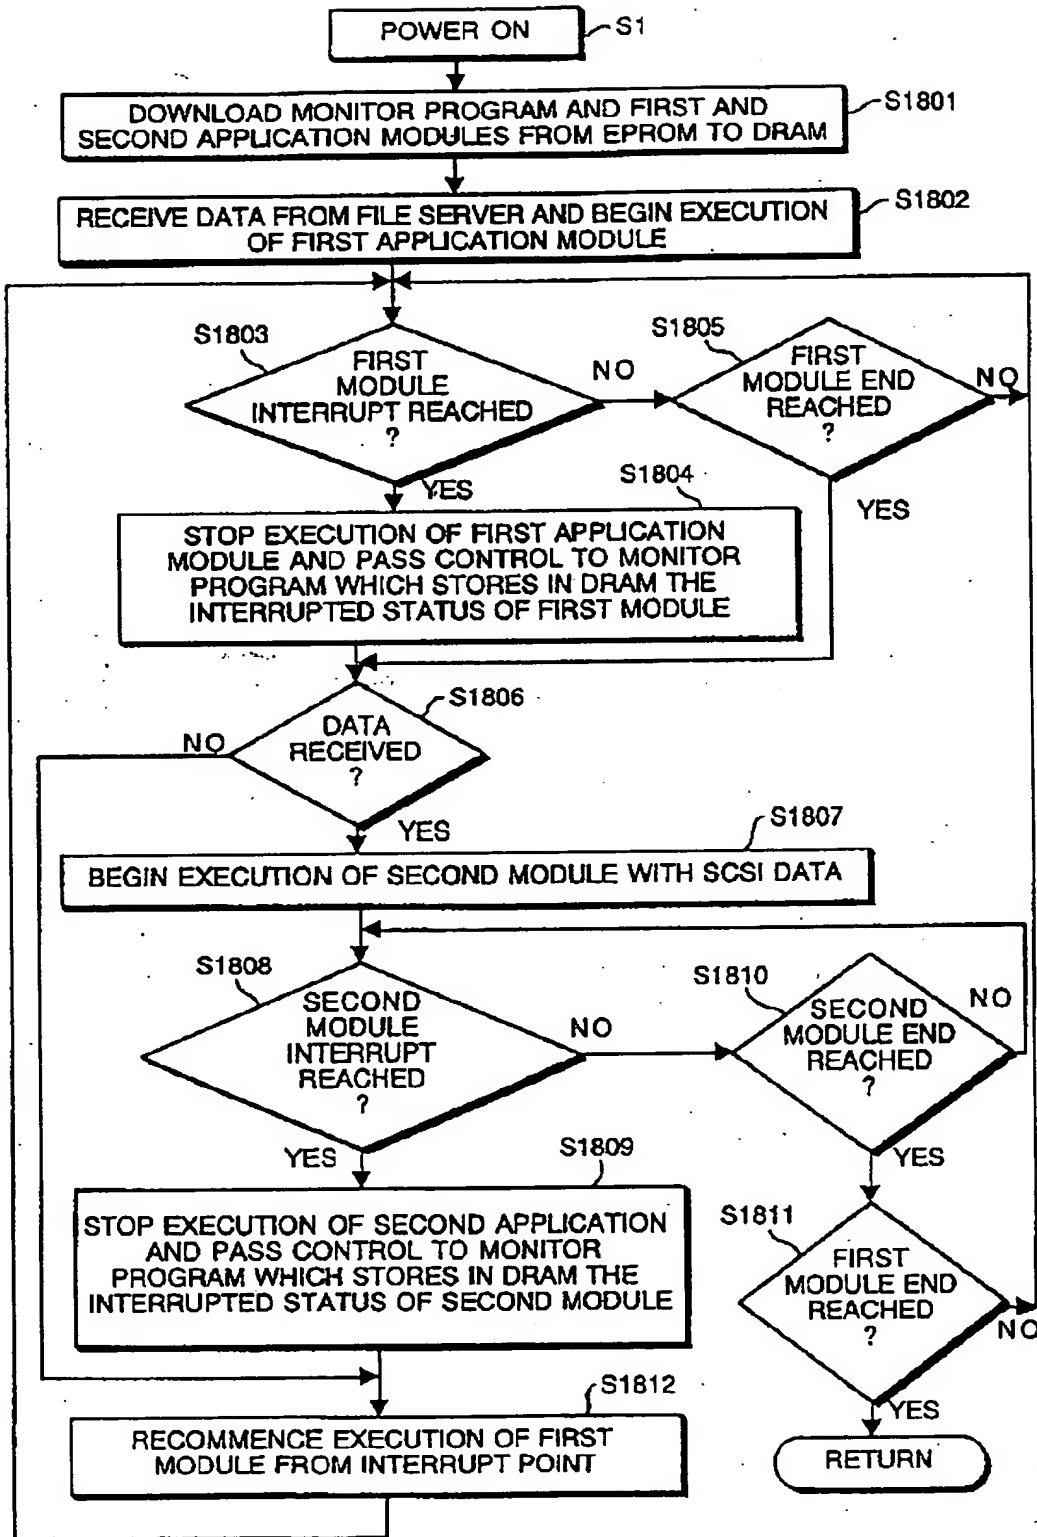 POWER ON
S1
DOWNLOAD MONITOR PROGRAM AND FIRST AND
SECOND APPLICATION MODULES FROM EPROM TO DRAM
S1801
RECEIVE DATA FROM FILE SERVER AND BEGIN EXECUTION
OF FIRST APPLICATION MODULE
S1802
S1803
FIRST
MODULE
INTERRUPT REACHED
?
NO
YES
S1805
FIRST
MODULE END
REACHED
?
NO
YES
S1804
STOP EXECUTION OF FIRST APPLICATION
MODULE AND PASS CONTROL TO MONITOR
PROGRAM WHICH STORES IN DRAM THE
INTERRUPTED STATUS OF FIRST MODULE
S1806
DATA
RECEIVED
?
NO
YES
S1807
BEGIN EXECUTION OF SECOND MODULE WITH SCSI DATA
S1808
SECOND
MODULE
INTERRUPT
REACHED
?
NO
YES
S1810
SECOND
MODULE END
REACHED
?
NO
YES
S1809
STOP EXECUTION OF SECOND APPLICATION
AND PASS CONTROL TO MONITOR
PROGRAM WHICH STORES IN DRAM THE
INTERRUPTED STATUS OF SECOND MODULE
S1811
FIRST
MODULE END
REACHED
?
NO
YES
S1812
RECOMMENCE EXECUTION OF FIRST
MODULE FROM INTERRUPT POINT
RETURN